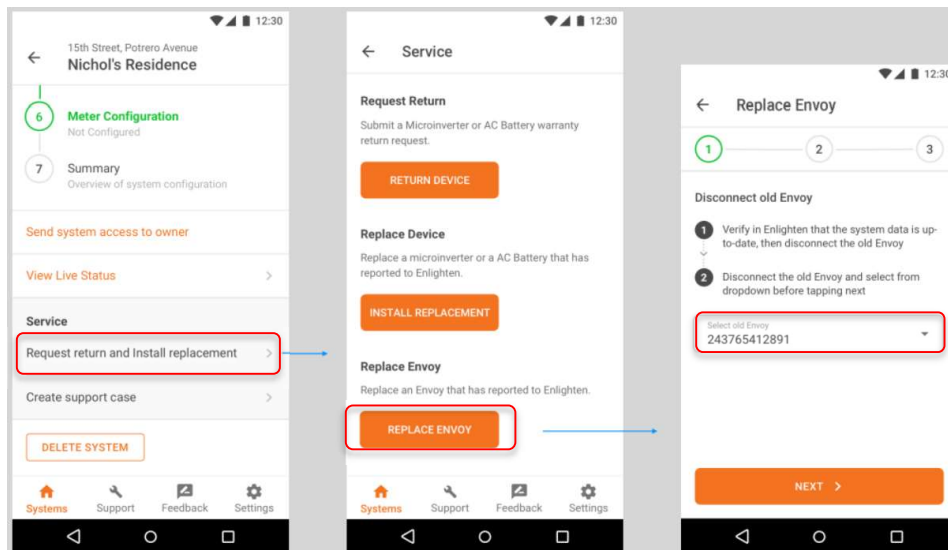 12:30
15th Street, Potrero Avenue
Nichol's Residence
6
Meter Configuration
Not Configured
7
Summary
Overview of system configuration
Send system access to owner
View Live Status
Service
Request return and Install replacement
Create support case
DELETE SYSTEM
Systems Support Feedback Settings
12:30
Service
Request Return
Submit a Microinverter or AC Battery warranty
return request.
RETURN DEVICE
Replace Device
Replace a microinverter or a AC Battery that has
reported to Enlighten.
INSTALL REPLACEMENT
Replace Envoy
Replace an Envoy that has reported to Enlighten.
REPLACE ENVOY
Systems Support Feedback Settings
12:30
Replace Envoy
1 2 3
Disconnect old Envoy
1 Verify in Enlighten that the system data is up-
to-date, then disconnect the old Envoy
2 Disconnect the old Envoy and select from
dropdown before tapping next
Select old Envoy
243765412891
NEXT